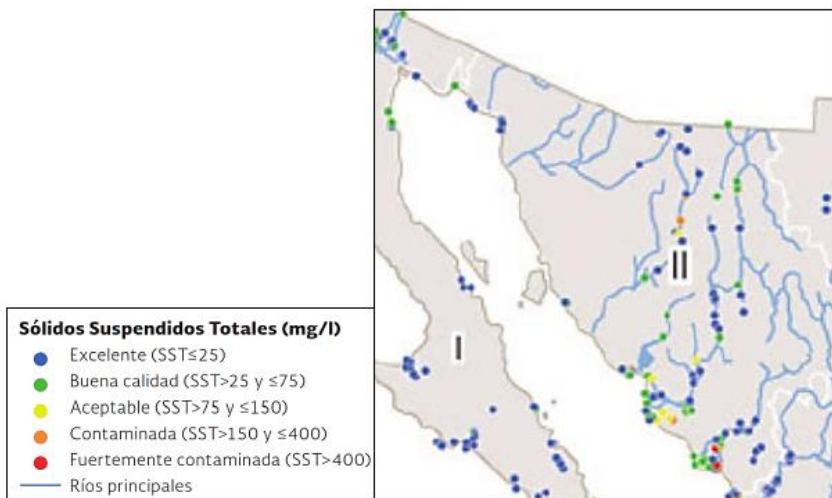 Sólidos Suspendidos Totales (mg/l)
Excelente (SST≤25)
Buena calidad (SST>25 y ≤75)
Aceptable (SST>75 y ≤150)
Contaminada (SST>150 y ≤400)
Fuertemente contaminada (SST>400)
Ríos principales
I
II